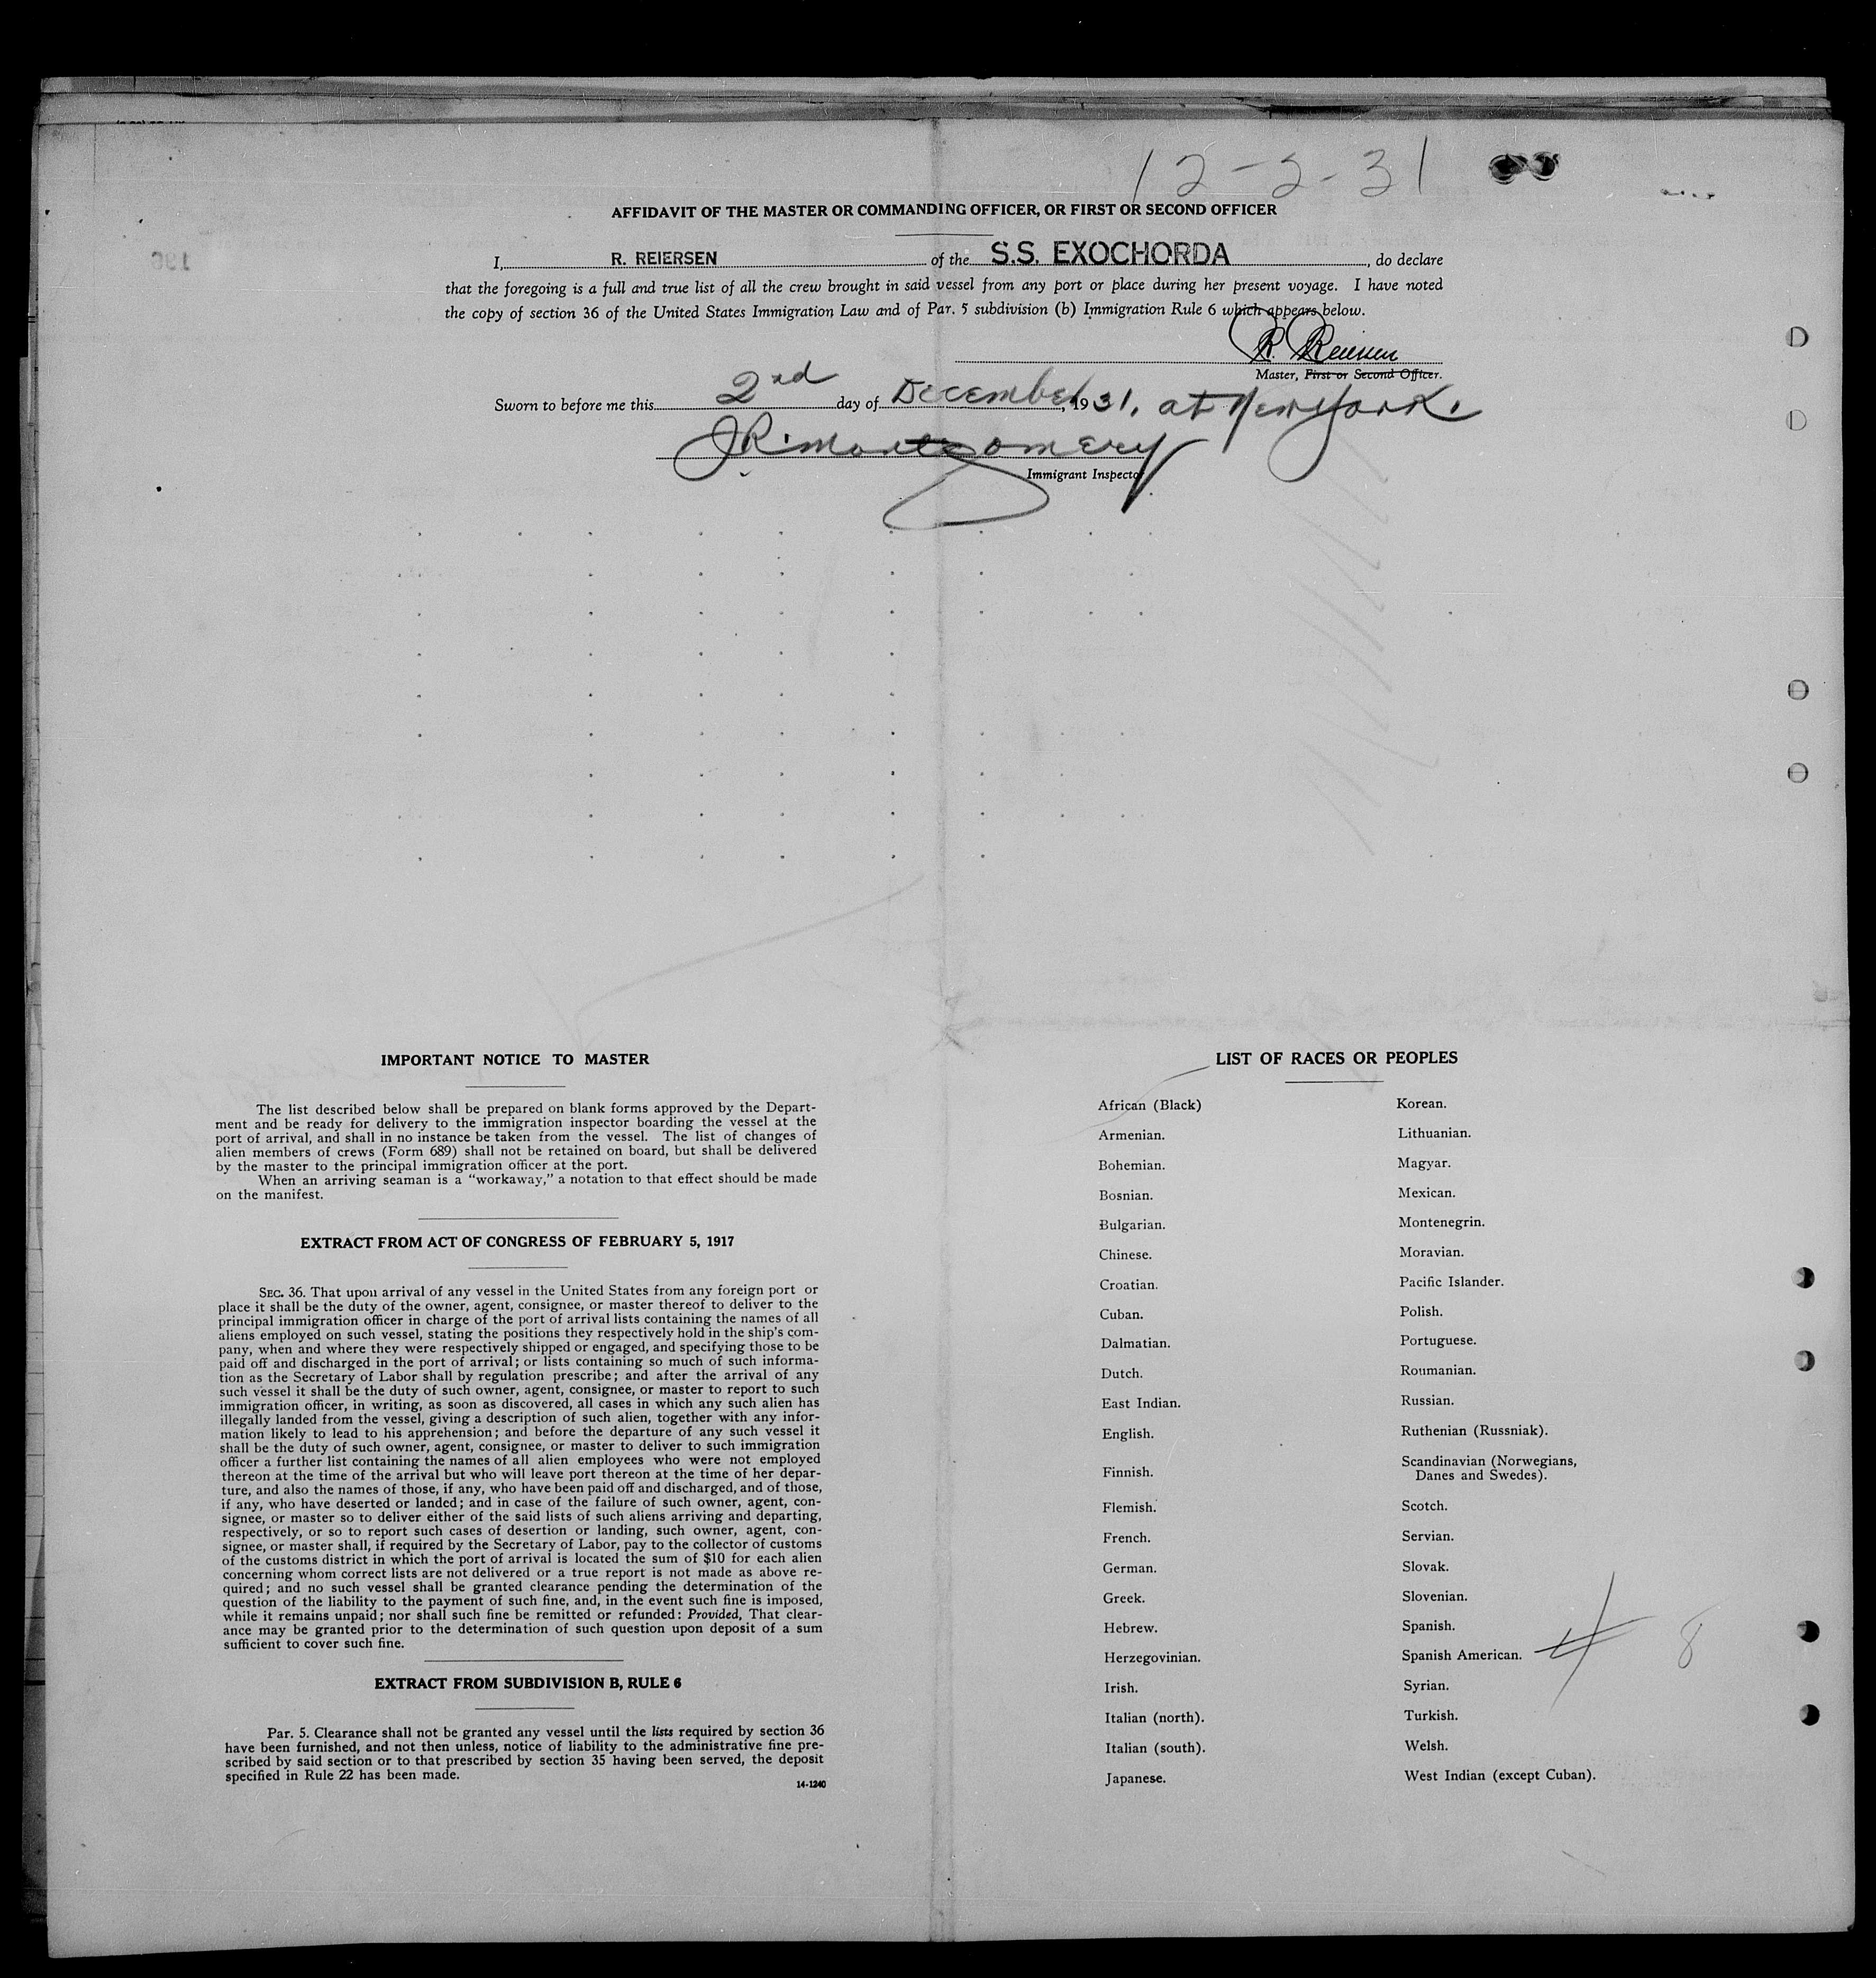 12-2-31
AFFIDAVIT OF THE MASTER OR COMMANDING OFFICER, OR FIRST OR SECOND OFFICER
I, R. REIERSEN of the S.S. EXOCHORDA, do declare
that the foregoing is a full and true list of all the crew brought in said vessel from any port or place during her present voyage. I have noted
the copy of section 36 of the United States Immigration Law and of Par. 5 subdivision (b) Immigration Rule 6 which appears below.
R. Reiersen
Master, First or Second Officer.
Sworn to before me this 2nd day of December, 1931, at New York.
J R Montgomery
Immigrant Inspector
IMPORTANT NOTICE TO MASTER
The list described below shall be prepared on blank forms approved by the Depart-
ment and be ready for delivery to the immigration inspector boarding the vessel at the
port of arrival, and shall in no instance be taken from the vessel. The list of changes of
alien members of crews (Form 689) shall not be retained on board, but shall be delivered
by the master to the principal immigration officer at the port.
When an arriving seaman is a “workaway,” a notation to that effect should be made
on the manifest.
EXTRACT FROM ACT OF CONGRESS OF FEBRUARY 5, 1917
SEC. 36. That upon arrival of any vessel in the United States from any foreign port or
place it shall be the duty of the owner, agent, consignee, or master thereof to deliver to the
principal immigration officer in charge of the port of arrival lists containing the names of all
aliens employed on such vessel, stating the positions they respectively hold in the ship's com-
pany, when and where they were respectively shipped or engaged, and specifying those to be
paid off and discharged in the port of arrival; or lists containing so much of such informa-
tion as the Secretary of Labor shall by regulation prescribe; and after the arrival of any
such vessel it shall be the duty of such owner, agent, consignee, or master to report to such
immigration officer, in writing, as soon as discovered, all cases in which any such alien has
illegally landed from the vessel, giving a description of such alien, together with any infor-
mation likely to lead to his apprehension; and before the departure of any such vessel it
shall be the duty of such owner, agent, consignee, or master to deliver to such immigration
officer a further list containing the names of all alien employees who were not employed
thereon at the time of the arrival but who will leave port thereon at the time of her depar-
ture, and also the names of those, if any, who have been paid off and discharged, and of those,
if any, who have deserted or landed; and in case of the failure of such owner, agent, con-
signee, or master so to deliver either of the said lists of such aliens arriving and departing,
respectively, or so to report such cases of desertion or landing, such owner, agent, con-
signee, or master shall, if required by the Secretary of Labor, pay to the collector of customs
of the customs district in which the port of arrival is located the sum of $10 for each alien
concerning whom correct lists are not delivered or a true report is not made as above re-
quired; and no such vessel shall be granted clearance pending the determination of the
question of the liability to the payment of such fine, and, in the event such fine is imposed,
while it remains unpaid; nor shall such fine be remitted or refunded: Provided, That clear-
ance may be granted prior to the determination of such question upon deposit of a sum
sufficient to cover such fine.
EXTRACT FROM SUBDIVISION B, RULE 6
Par. 5. Clearance shall not be granted any vessel until the lists required by section 36
have been furnished, and not then unless, notice of liability to the administrative fine pre-
scribed by said section or to that prescribed by section 35 having been served, the deposit
specified in Rule 22 has been made.
14-1240
LIST OF RACES OR PEOPLES
African (Black)
Armenian.
Bohemian.
Bosnian.
Bulgarian.
Chinese.
Croatian.
Cuban.
Dalmatian.
Dutch.
East Indian.
English.
Finnish.
Flemish.
French.
German.
Greek.
Hebrew.
Herzegovinian.
Irish.
Italian (north).
Italian (south).
Japanese.
Korean.
Lithuanian.
Magyar.
Mexican.
Montenegrin.
Moravian.
Pacific Islander.
Polish.
Portuguese.
Roumanian.
Russian.
Ruthenian (Russniak).
Scandinavian (Norwegians,
Danes and Swedes).
Scotch.
Servian.
Slovak.
Slovenian.
Spanish.
Spanish American.
Syrian.
Turkish.
Welsh.
West Indian (except Cuban).
8